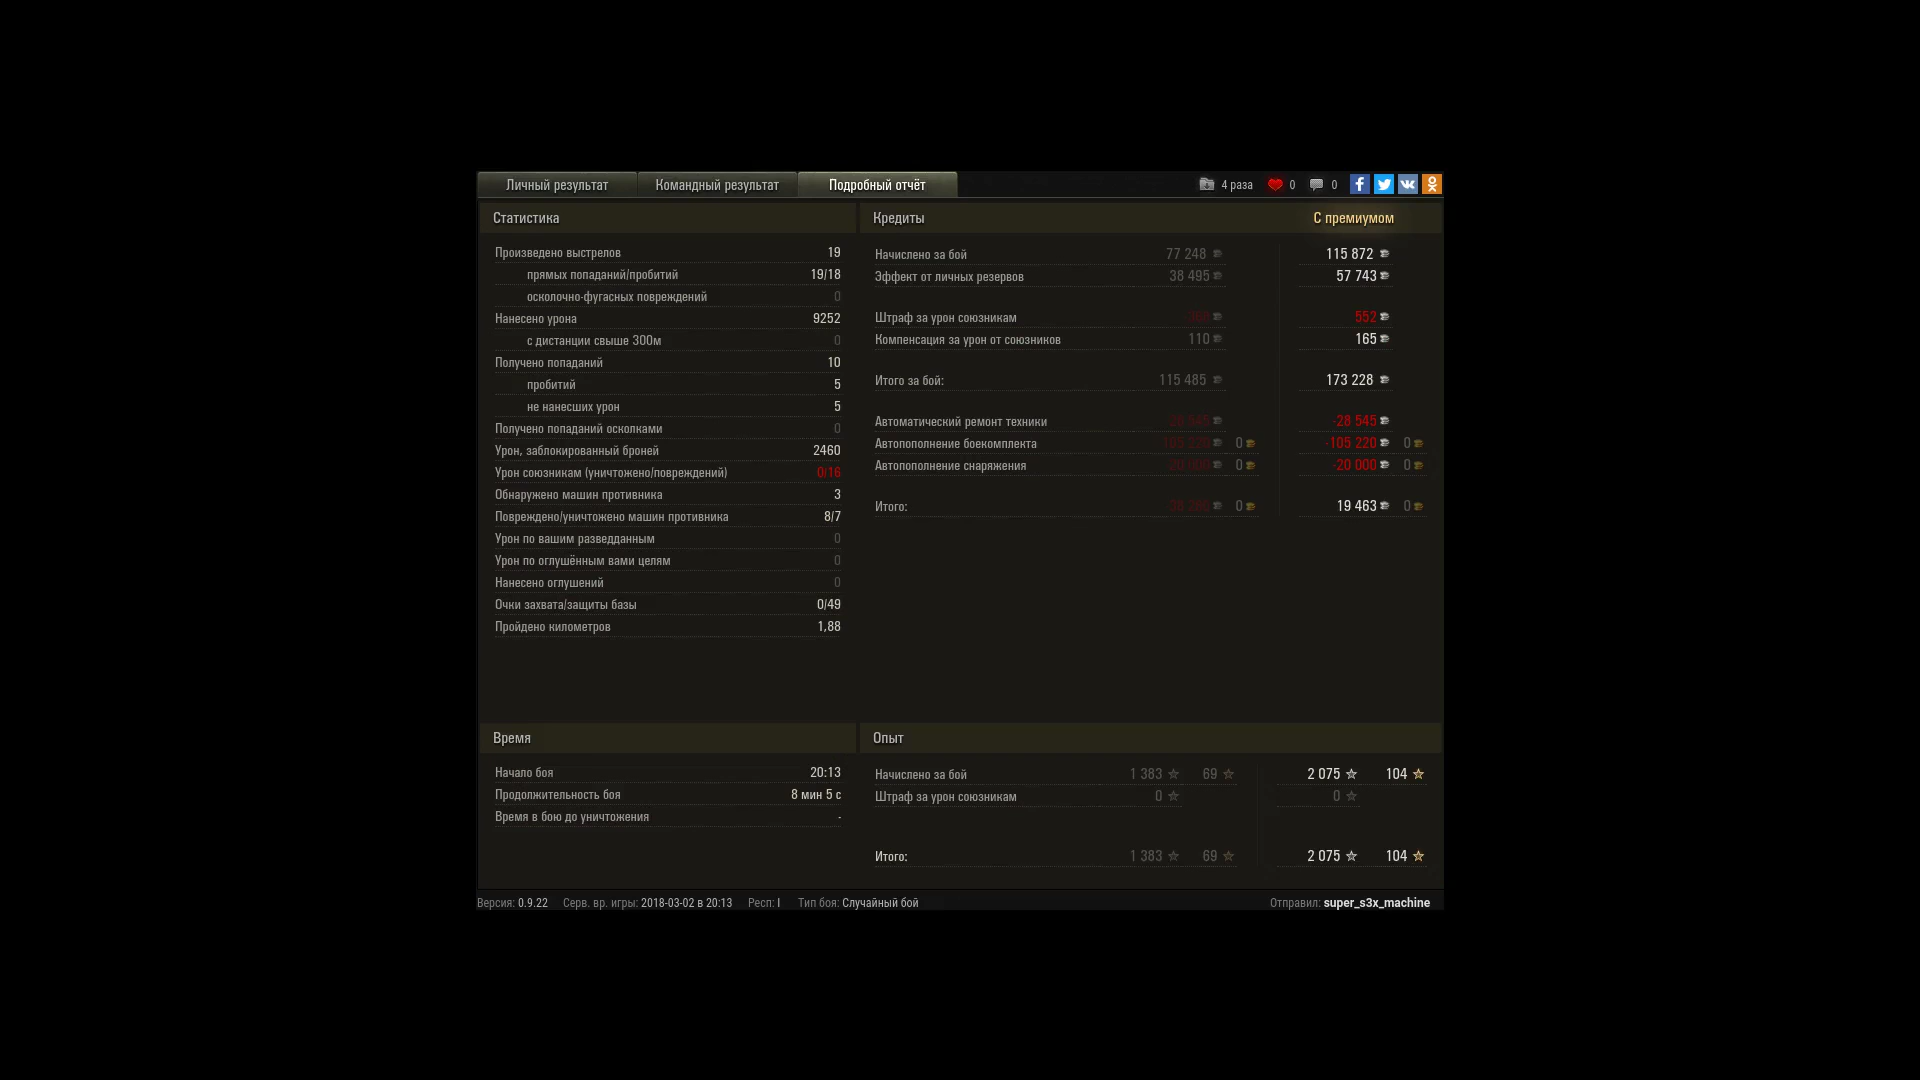 Личный результат Командный результат Подробный отчёт 4 раза 0 0
Статистика
Произведено выстрелов 19
прямых попаданий/пробитий 19/18
осколочно-фугасных повреждений 0
Нанесено урона 9252
с дистанции свыше 300м 0
Получено попаданий 10
пробитий 5
не нанесших урон 5
Получено попаданий осколками 0
Урон, заблокированный броней 2460
Урон союзникам (уничтожено/повреждений) 0/16
Обнаружено машин противника 3
Повреждено/уничтожено машин противника 8/7
Урон по вашим разведданным 0
Урон по оглушённым вами целям 0
Нанесено оглушений 0
Очки захвата/защиты базы 0/49
Пройдено километров 1,88
Кредиты С премиумом
Начислено за бой 77 248 115 872
Эффект от личных резервов 38 495 57 743
Штраф за урон союзникам 552
Компенсация за урон от союзников 110 165
Итого за бой: 115 485 173 228
Автоматический ремонт техники -28 545
Автопополнение боекомплекта 0 -105 220 0
Автопополнение снаряжения 0 -20 000 0
Итого: 0 19 463 0
Время
Начало боя 20:13
Продолжительность боя 8 мин 5 с
Время в бою до уничтожения -
Опыт
Начислено за бой 1 383 69 2 075 104
Штраф за урон союзникам 0 0
Итого: 1 383 69 2 075 104
Версия: 0.9.22 Серв. вр. игры: 2018-03-02 в 20:13 Респ: I Тип боя: Случайный бой Отправил: super_s3x_machine